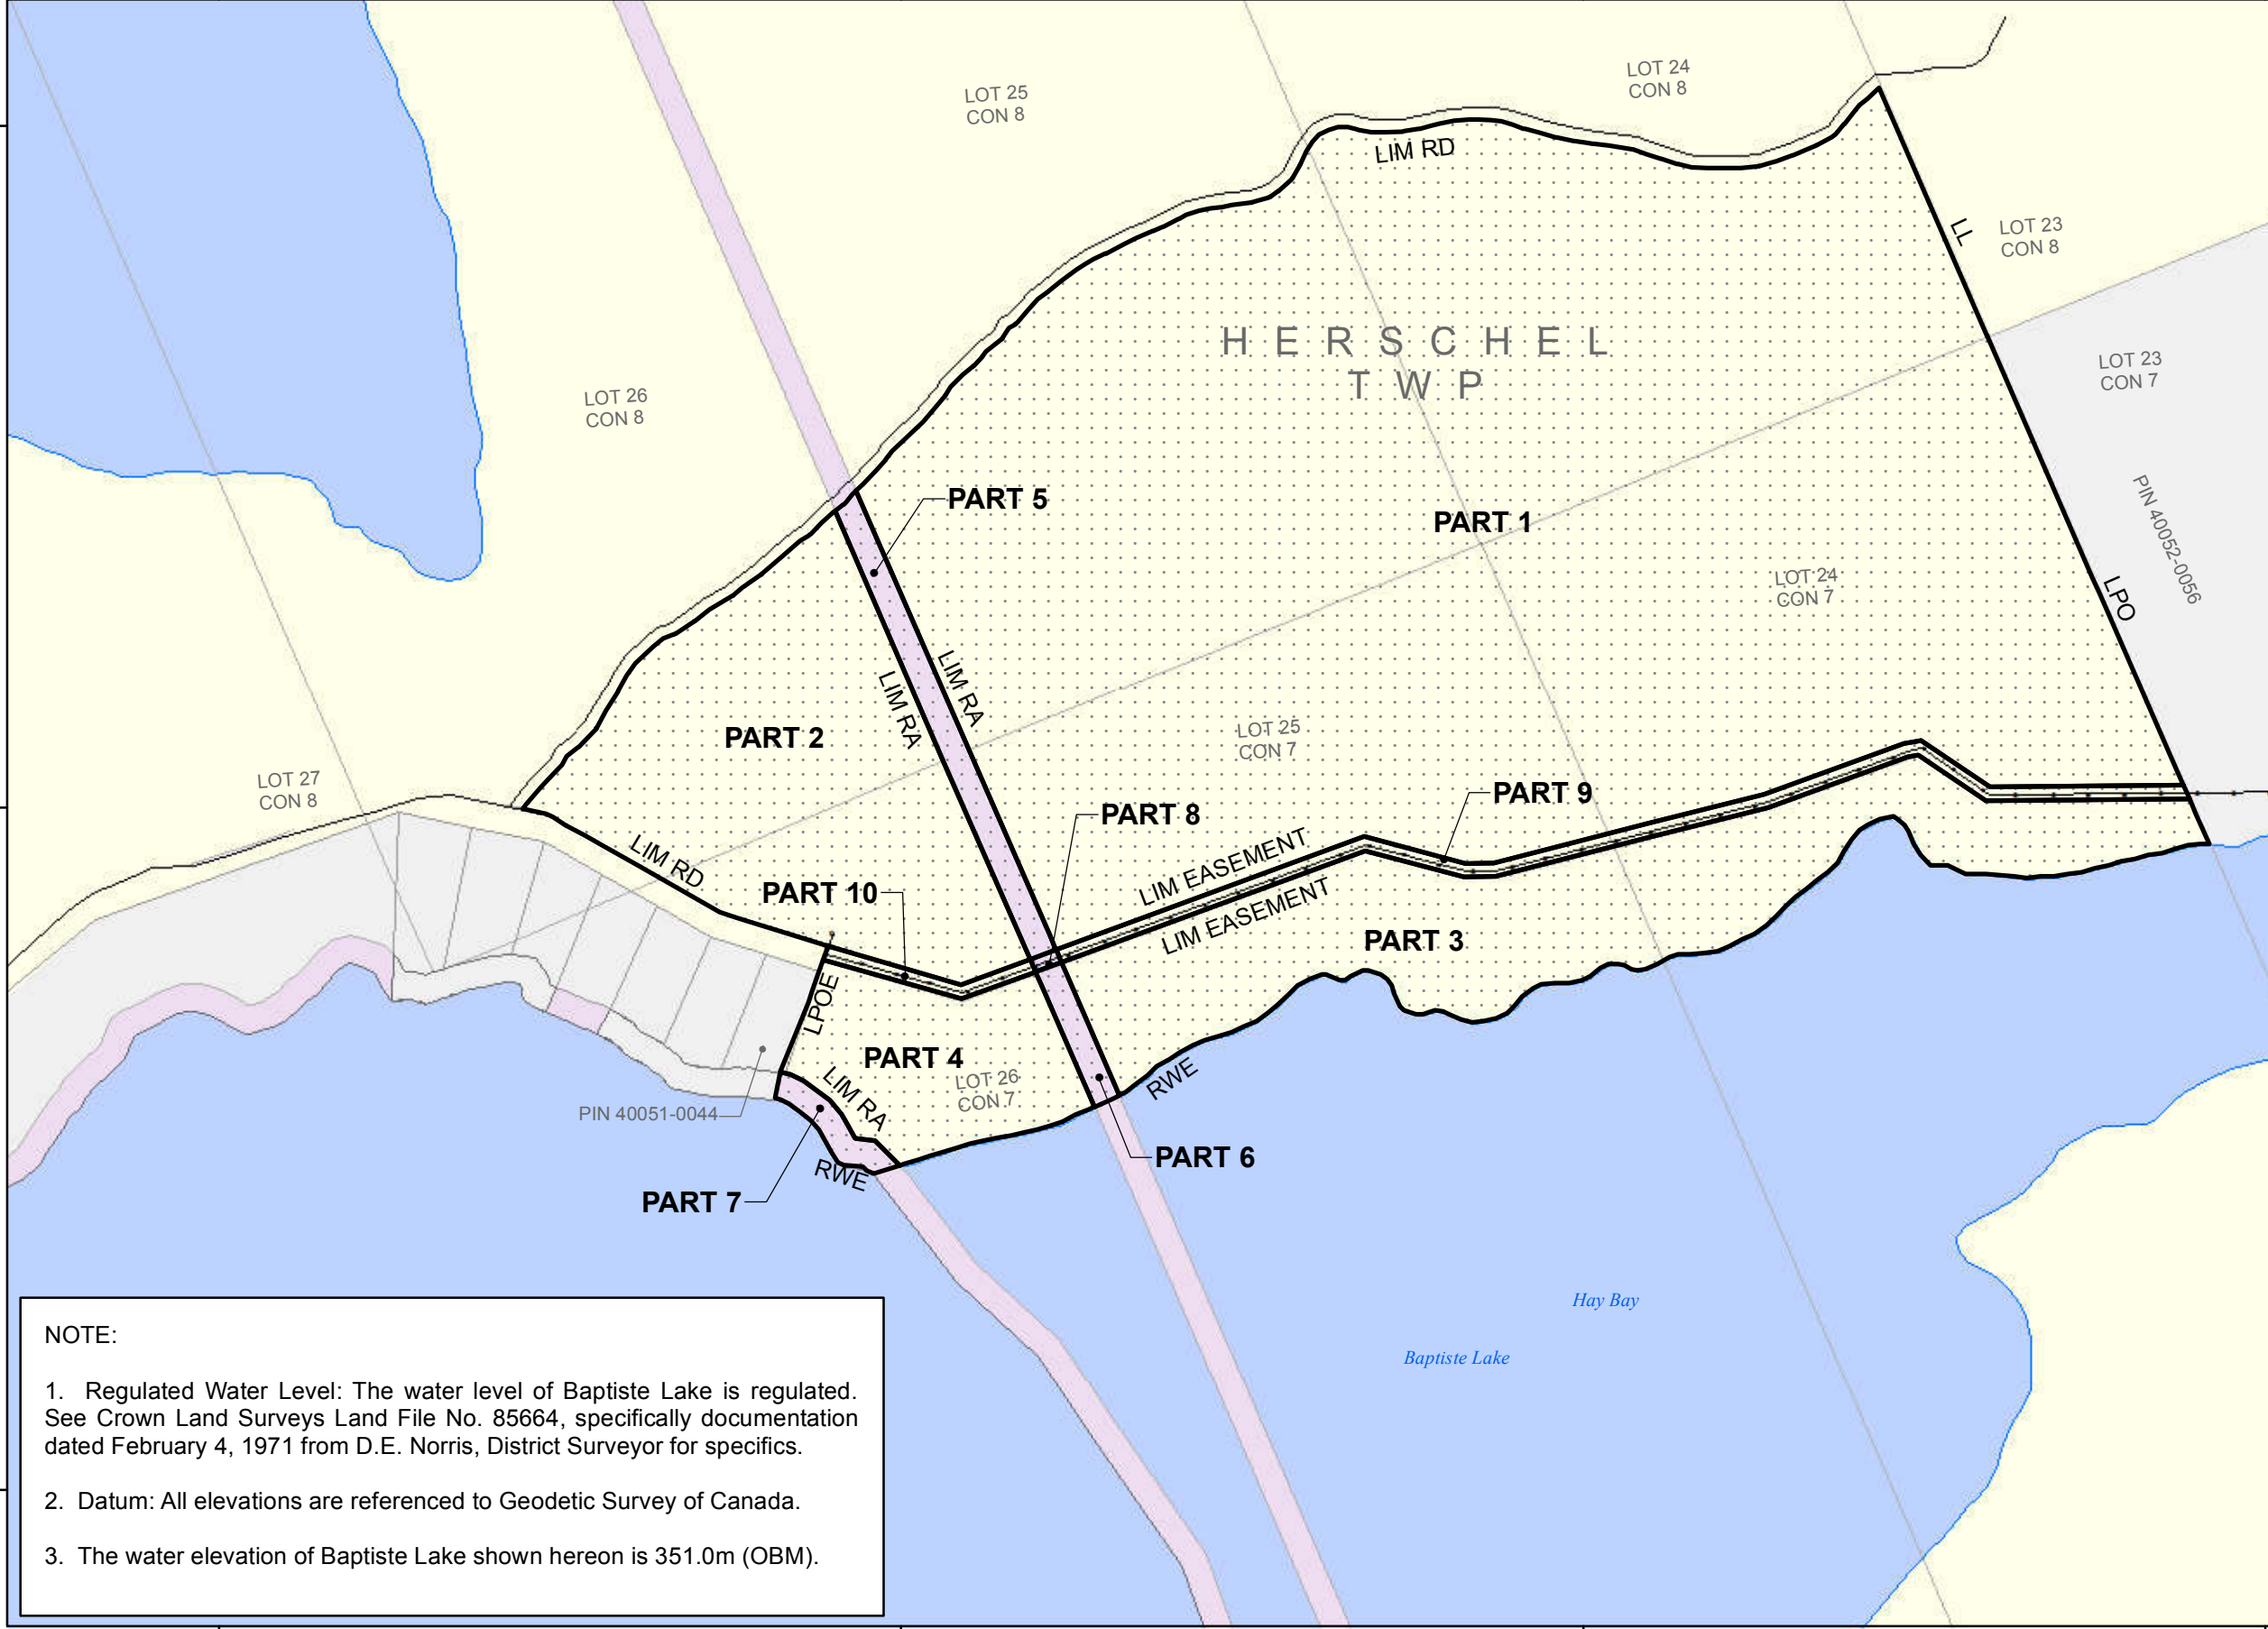 LOT 24
CON 8
LOT 25
CON 8
LIM RD
LL
LOT 23
CON 8
H E R S C H E L
T W P
LOT 23
CON 7
LOT 26
CON 8
PART 5
PART 1
PIN 40052-0056
LOT 24
CON 7
LPO
LIM RA
LIM RA
PART 2
LOT 25
CON 7
LOT 27
CON 8
PART 9
PART 8
LIM RD
LIM EASEMENT
PART 10
LIM EASEMENT
PART 3
LPOE
PART 4
LOT 26
CON 7
RWE
LIM RA
PIN 40051-0044
PART 6
RWE
PART 7
Hay Bay
Baptiste Lake
NOTE:
1. Regulated Water Level: The water level of Baptiste Lake is regulated.
See Crown Land Surveys Land File No. 85664, specifically documentation
dated February 4, 1971 from D.E. Norris, District Surveyor for specifics.
2. Datum: All elevations are referenced to Geodetic Survey of Canada.
3. The water elevation of Baptiste Lake shown hereon is 351.0m (OBM).